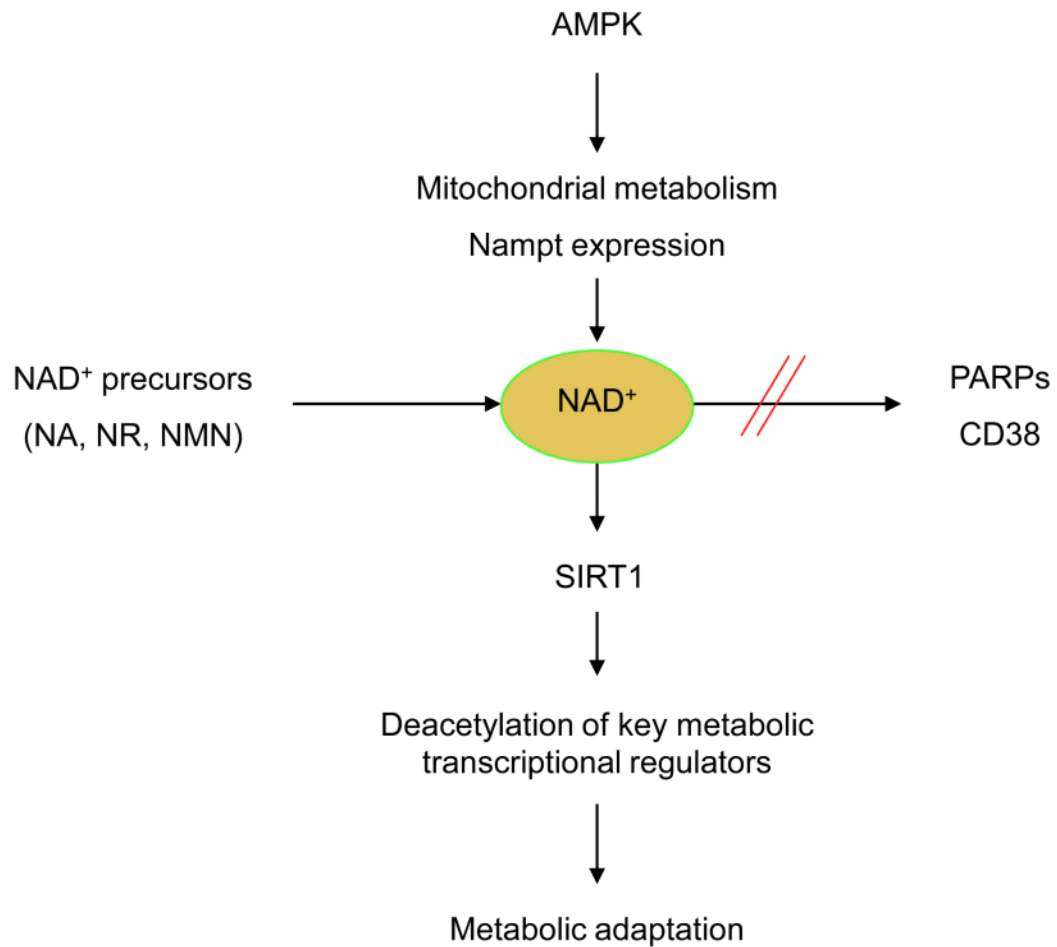 AMPK
Mitochondrial metabolism
Nampt expression
NAD⁺ precursors
(NA, NR, NMN)
NAD⁺
PARPs
CD38
SIRT1
Deacetylation of key metabolic
transcriptional regulators
Metabolic adaptation